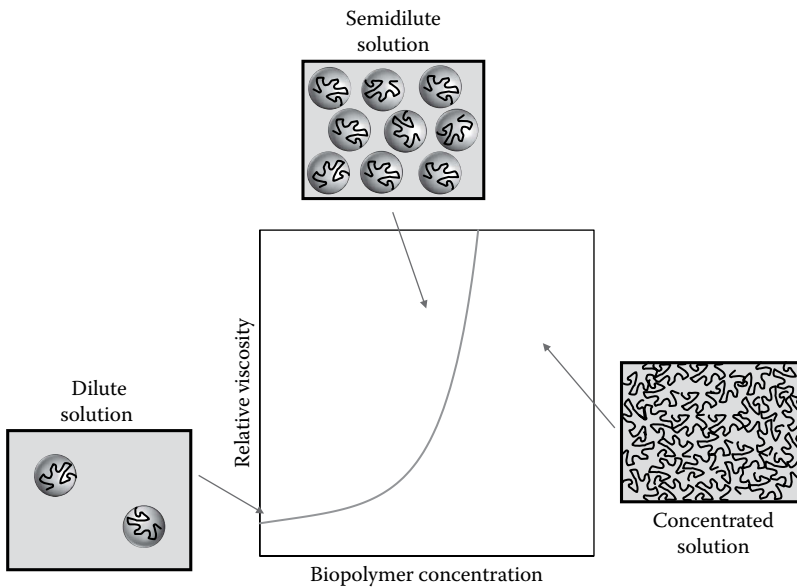 Semidilute
solution
Relative viscosity
Dilute
solution
Concentrated
solution
Biopolymer concentration